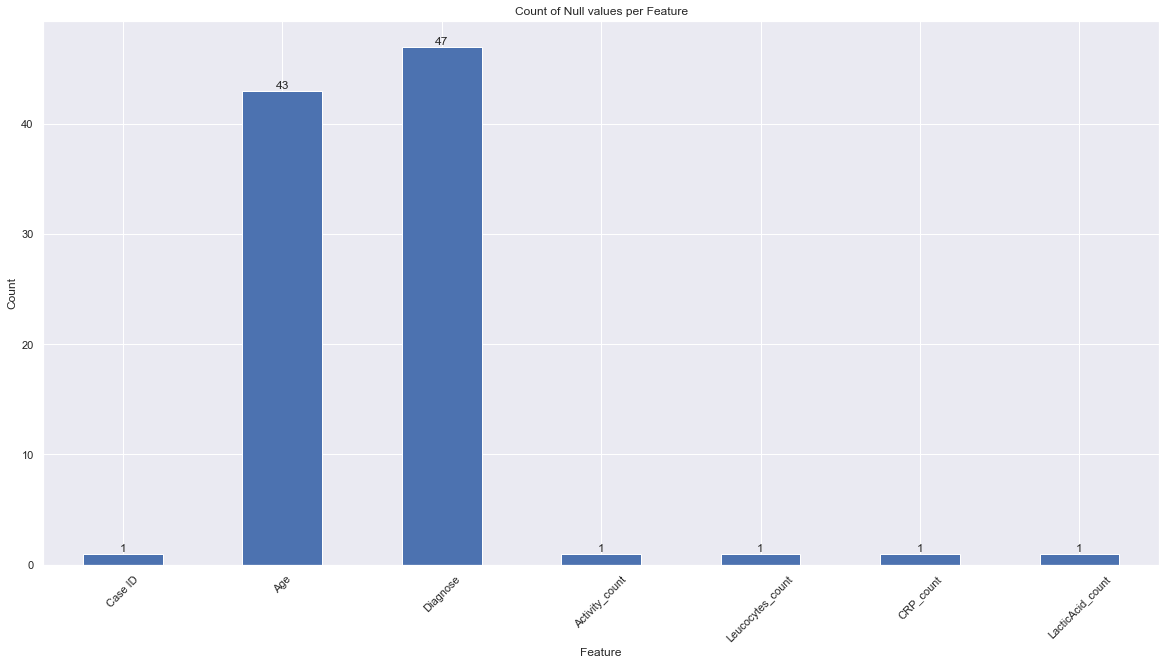 Count of Null values per Feature
Count
40
30
20
10
0
1
43
47
1
1
1
1
Case ID
Age
Diagnose
Activity_count
Leucocytes_count
CRP_count
LacticAcid_count
Feature